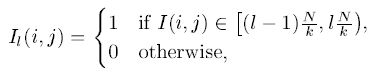 $I_l(i,j) = \begin{cases} 1 & \text{if } I(i,j) \in \left[(l-1)\frac{N}{k}, l\frac{N}{k}\right), \\ 0 & \text{otherwise,} \end{cases}$